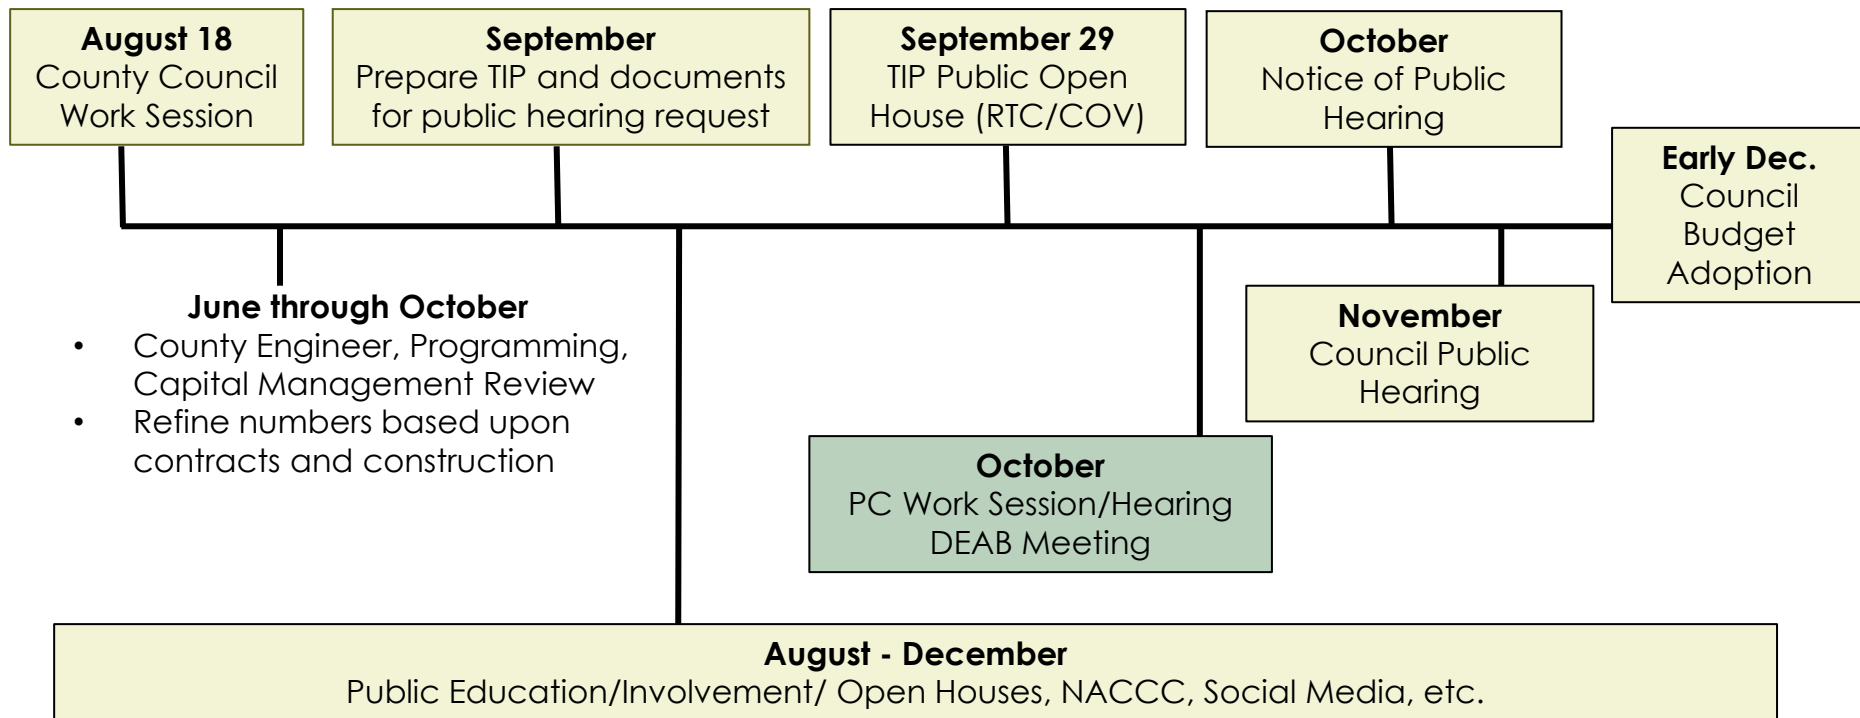 August 18
County Council
Work Session
September
Prepare TIP and documents
for public hearing request
September 29
TIP Public Open
House (RTC/COV)
October
Notice of Public
Hearing
Early Dec.
Council
Budget
Adoption
June through October
• County Engineer, Programming,
Capital Management Review
• Refine numbers based upon
contracts and construction
November
Council Public
Hearing
October
PC Work Session/Hearing
DEAB Meeting
August - December
Public Education/Involvement/ Open Houses, NACCC, Social Media, etc.